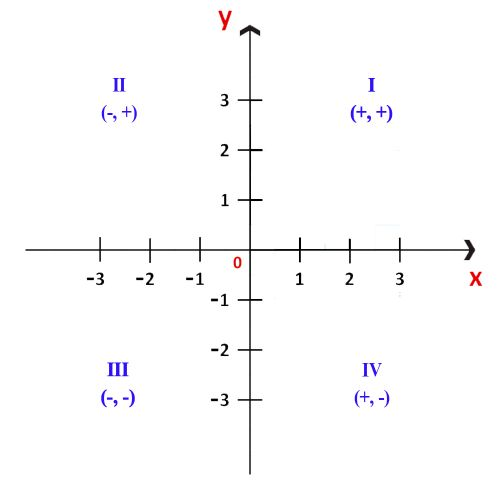 y
II
I
(-, +)
(+, +)
3
2
1
0
-3 -2 -1
1 2 3
x
-1
-2
III
IV
(-, -)
(+, -)
-3